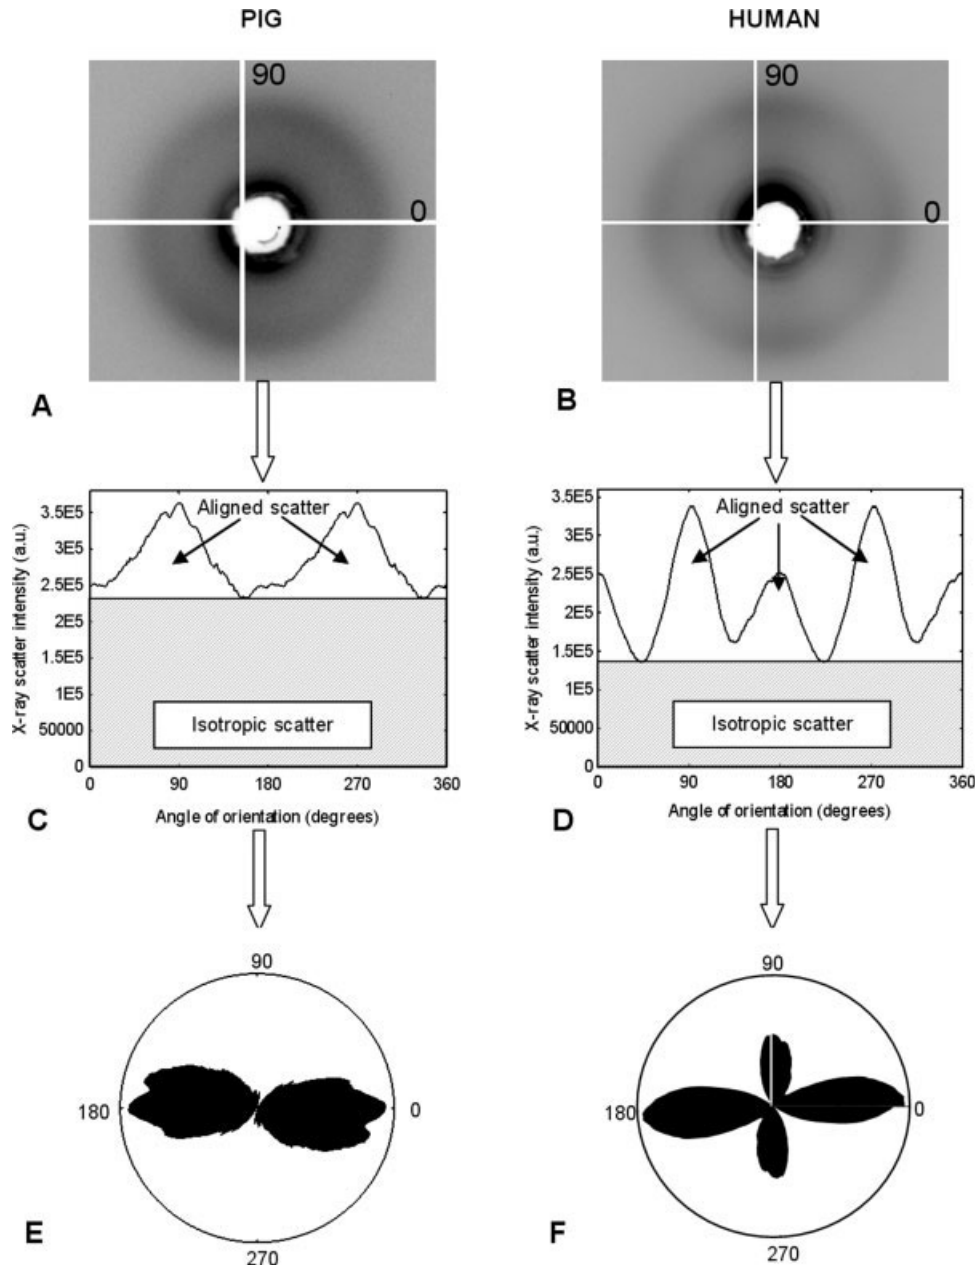 PIG
HUMAN
90
0
90
0
A
B
3.5E5
3E5
2.5E5
2E5
1.5E5
1E5
50000
0
X-ray scatter intensity (a.u.)
Aligned scatter
Isotropic scatter
0 90 180 270 360
Angle of orientation (degrees)
C
3.5E5
3E5
2.5E5
2E5
1.5E5
1E5
50000
0
X-ray scatter intensity (a.u.)
Aligned scatter
Isotropic scatter
0 90 180 270 360
Angle of orientation (degrees)
D
90
180
0
270
E
90
180
0
270
F